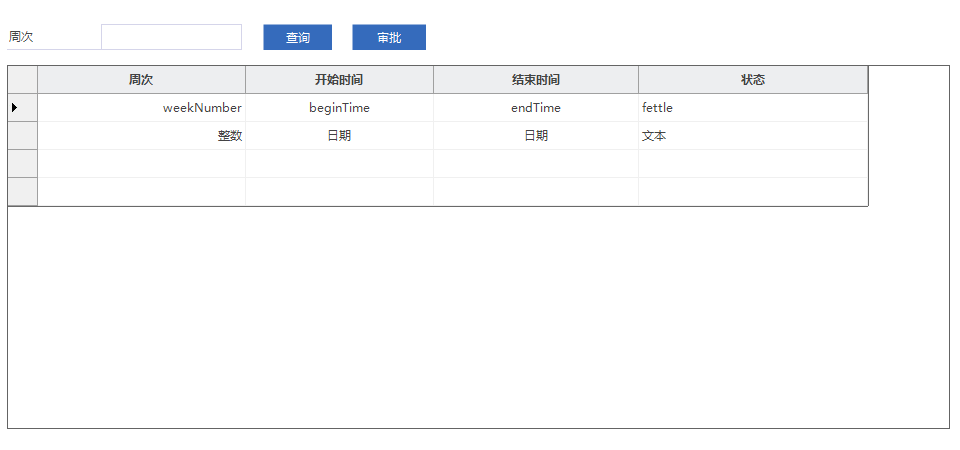 周次 查询 审批
周次 开始时间 结束时间 状态
weekNumber beginTime endTime fettle
整数 日期 日期 文本